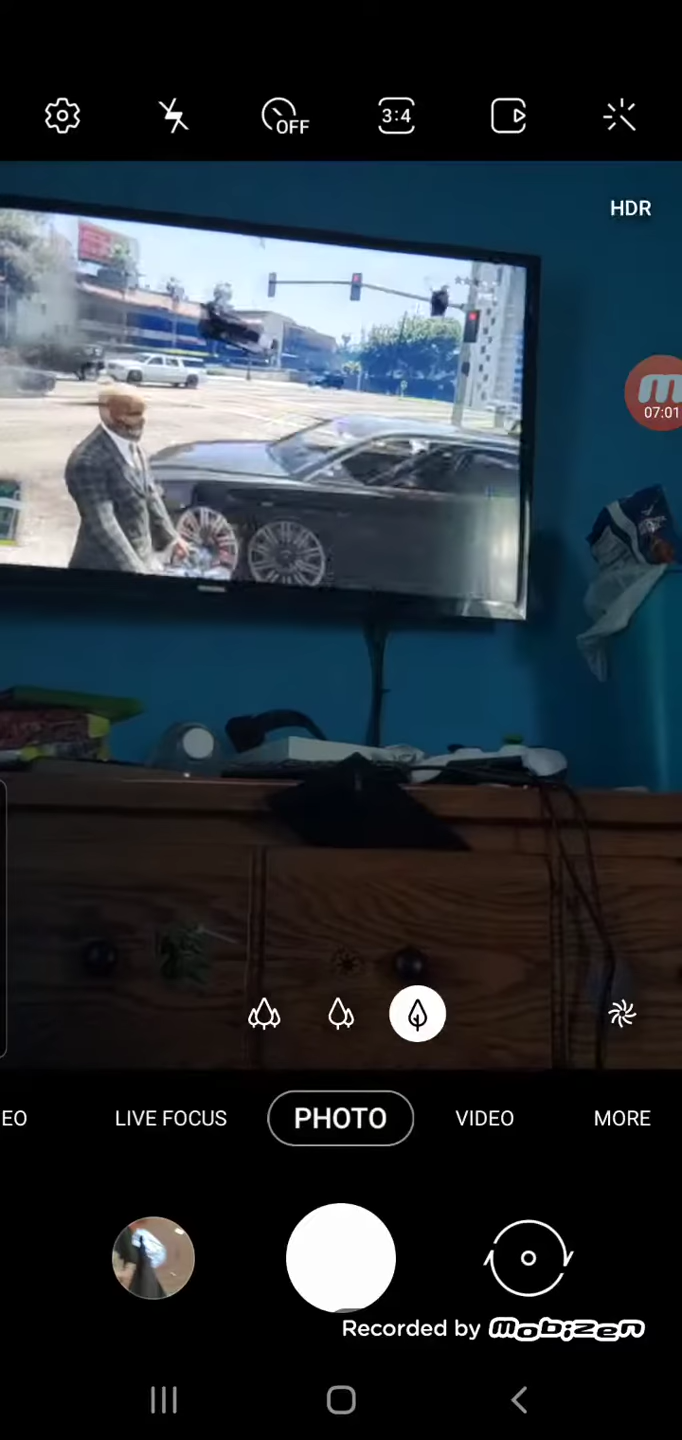 OFF
3:4
HDR
07:01
EO
LIVE FOCUS
PHOTO
VIDEO
MORE
Recorded by mobizen